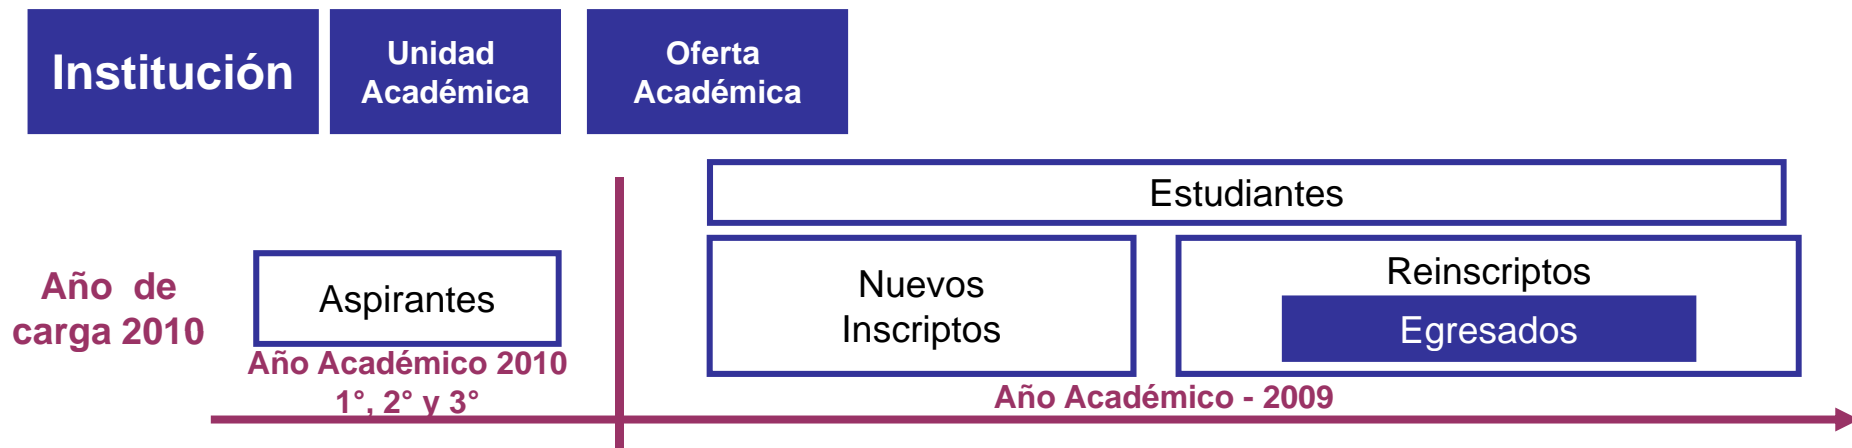 Institución
Unidad
Académica
Oferta
Académica
Estudiantes
Año de
carga 2010
Aspirantes
Año Académico 2010
1°, 2° y 3°
Nuevos
Inscriptos
Reinscriptos
Egresados
Año Académico - 2009